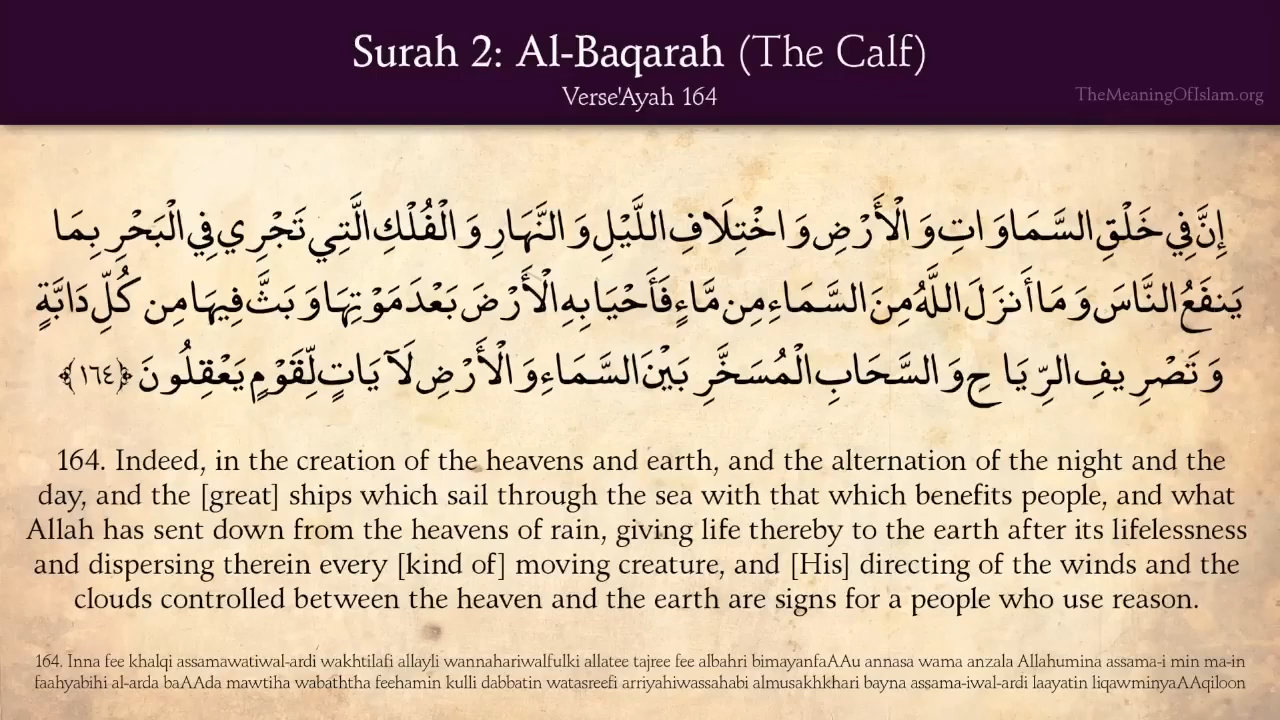 Surah 2: Al-Baqarah (The Calf)
Verse'Ayah 164
TheMeaningOfIslam.org
إِنَّ فِي خَلْقِ السَّمَاوَاتِ وَالْأَرْضِ وَاخْتِلَافِ اللَّيْلِ وَالنَّهَارِ وَالْفُلْكِ الَّتِي تَجْرِي فِي الْبَحْرِ بِمَا
يَنفَعُ النَّاسَ وَمَا أَنزَلَ اللَّهُ مِنَ السَّمَاءِ مِن مَّاءٍ فَأَحْيَا بِهِ الْأَرْضَ بَعْدَ مَوْتِهَا وَبَثَّ فِيهَا مِن كُلِّ دَابَّةٍ
وَتَصْرِيفِ الرِّيَاحِ وَالسَّحَابِ الْمُسَخَّرِ بَيْنَ السَّمَاءِ وَالْأَرْضِ لَآيَاتٍ لِّقَوْمٍ يَعْقِلُونَ ﴿١٦٤﴾
164. Indeed, in the creation of the heavens and earth, and the alternation of the night and the
day, and the [great] ships which sail through the sea with that which benefits people, and what
Allah has sent down from the heavens of rain, giving life thereby to the earth after its lifelessness
and dispersing therein every [kind of] moving creature, and [His] directing of the winds and the
clouds controlled between the heaven and the earth are signs for a people who use reason.
164. Inna fee khalqi assamawatiwal-ardi wakhtilafi allayli wannahariwalfulki allatee tajree fee albahri bimayanfaAAu annasa wama anzala Allahumina assama-i min ma-in
faahyabihi al-arda baAAda mawtiha wabaththa feehamin kulli dabbatin watasreefi arriyahiwassahabi almusakhkhari bayna assama-iwal-ardi laayatin liqawminyaAAqiloon